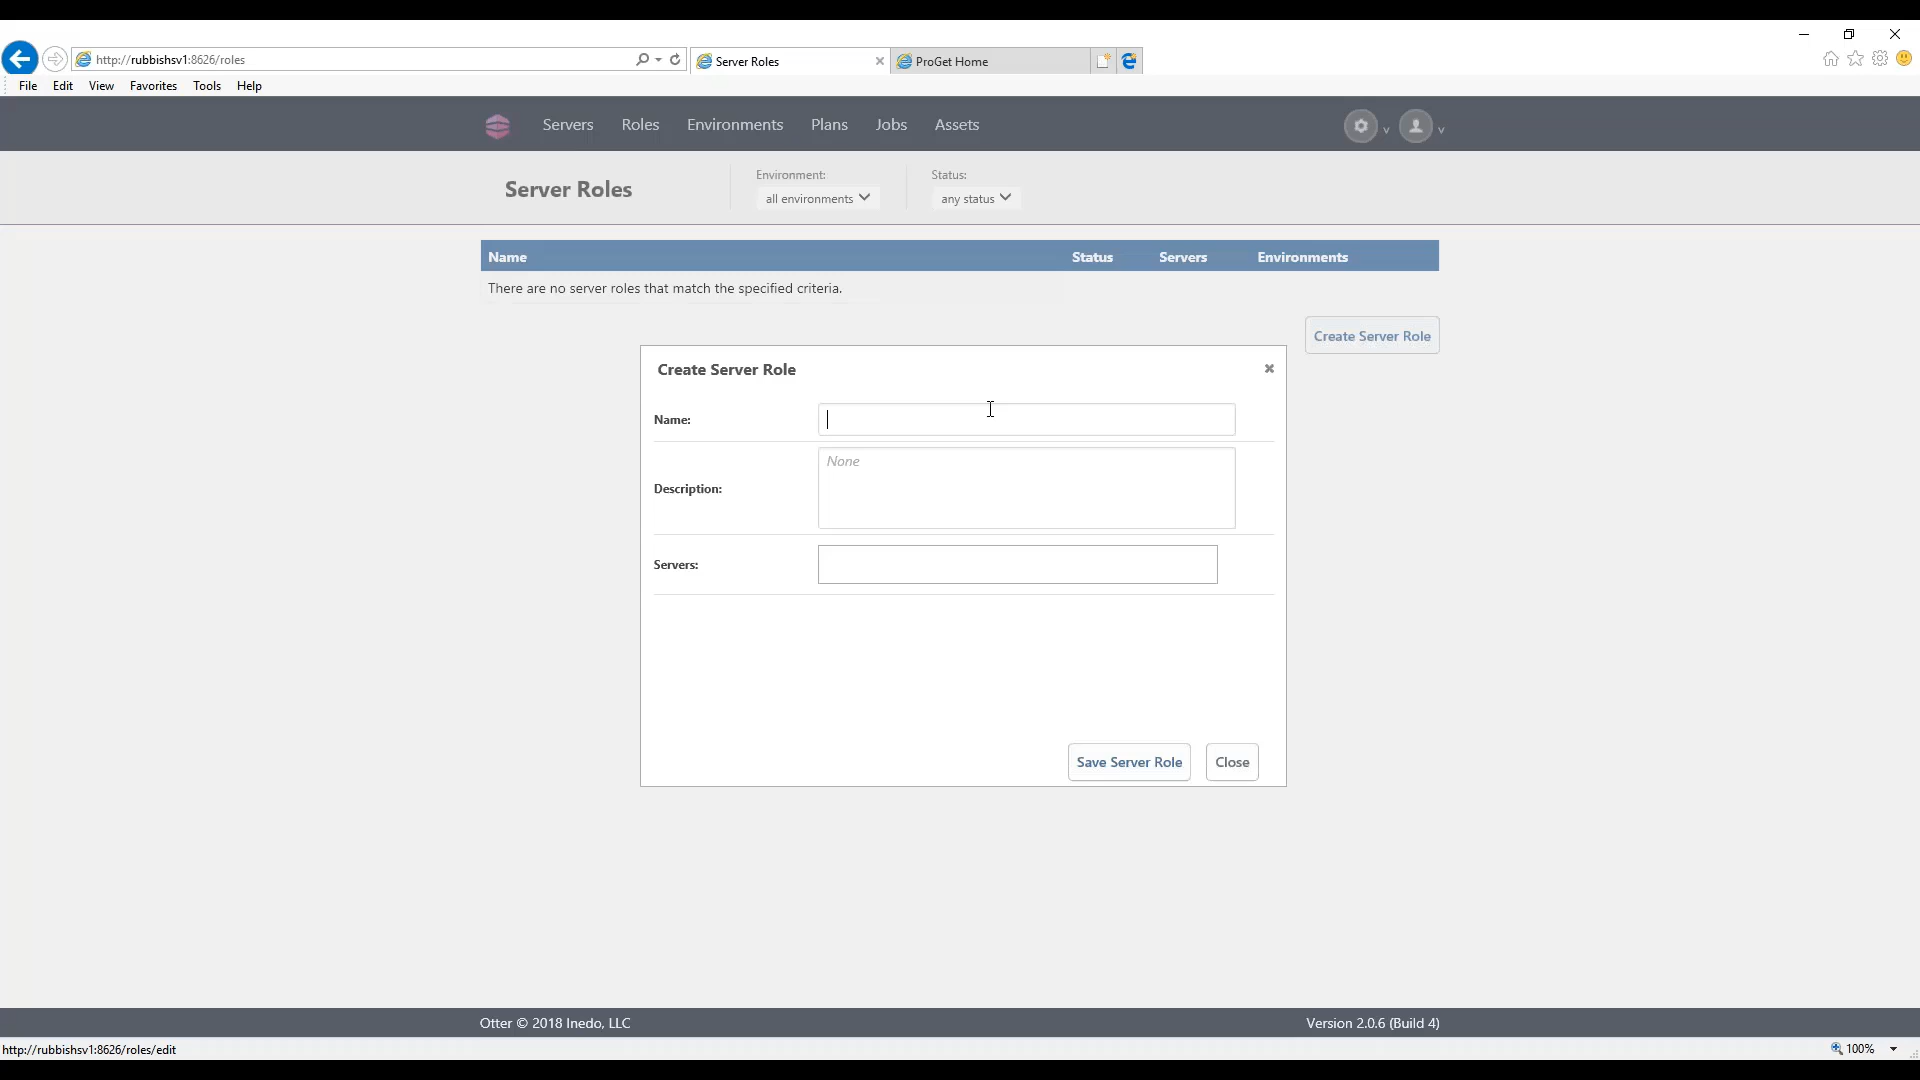 http://rubbishsv1:8626/roles
Server Roles
ProGet Home
File Edit View Favorites Tools Help
Servers Roles Environments Plans Jobs Assets
Server Roles
Environment:
all environments
Status:
any status
Name Status Servers Environments
There are no server roles that match the specified criteria.
Create Server Role
Create Server Role
Name:
Description:
None
Servers:
Save Server Role Close
Otter © 2018 Inedo, LLC
Version 2.0.6 (Build 4)
http://rubbishsv1:8626/roles/edit
100%